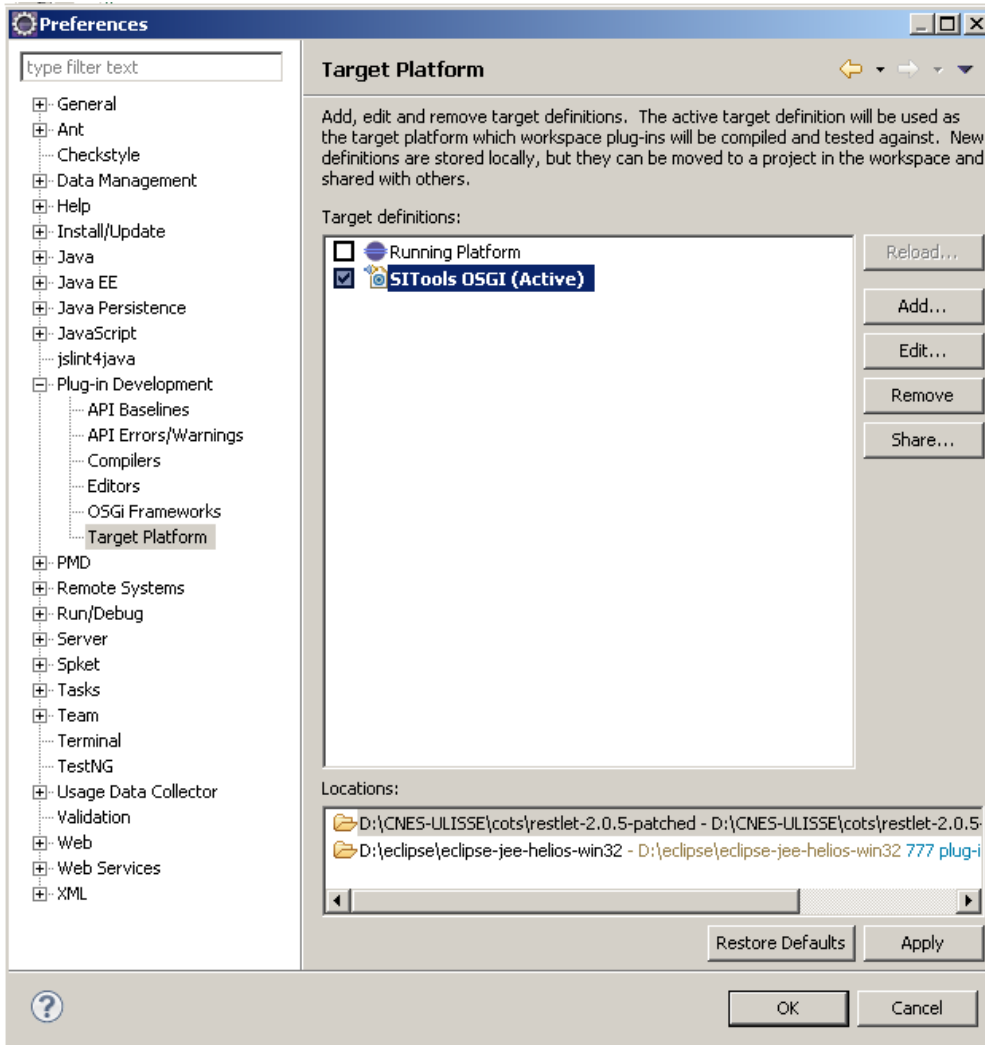 Preferences
type filter text
General
Ant
Checkstyle
Data Management
Help
Install/Update
Java
Java EE
Java Persistence
JavaScript
jslint4java
Plug-in Development
API Baselines
API Errors/Warnings
Compilers
Editors
OSGi Frameworks
Target Platform
PMD
Remote Systems
Run/Debug
Server
Spket
Tasks
Team
Terminal
TestNG
Usage Data Collector
Validation
Web
Web Services
XML
Target Platform
Add, edit and remove target definitions.  The active target definition will be used as
the target platform which workspace plug-ins will be compiled and tested against.  New
definitions are stored locally, but they can be moved to a project in the workspace and
shared with others.
Target definitions:
Running Platform
SITools OSGI (Active)
Reload...
Add...
Edit...
Remove
Share...
Locations:
D:\CNES-ULISSE\cots\restlet-2.0.5-patched - D:\CNES-ULISSE\cots\restlet-2.0.5-
D:\eclipse\eclipse-jee-helios-win32 - D:\eclipse\eclipse-jee-helios-win32 777 plug-i
Restore Defaults
Apply
OK
Cancel